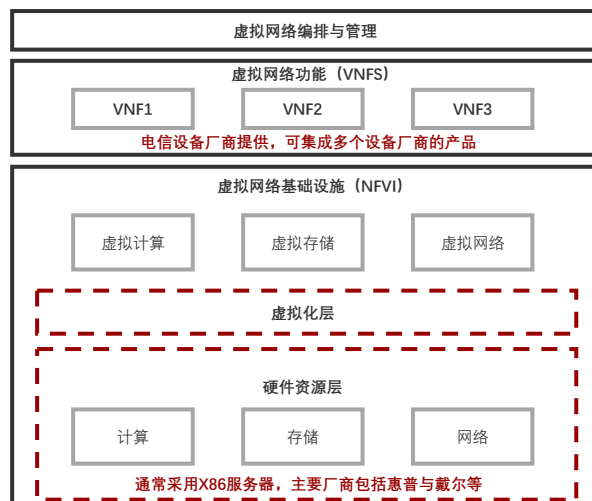 虚拟网络编排与管理
虚拟网络功能（VNFS）
VNF1
VNF2
VNF3
电信设备厂商提供，可集成多个设备厂商的产品
虚拟网络基础设施（NFVI）
虚拟计算
虚拟存储
虚拟网络
虚拟化层
硬件资源层
计算
存储
网络
通常采用X86服务器，主要厂商包括惠普与戴尔等